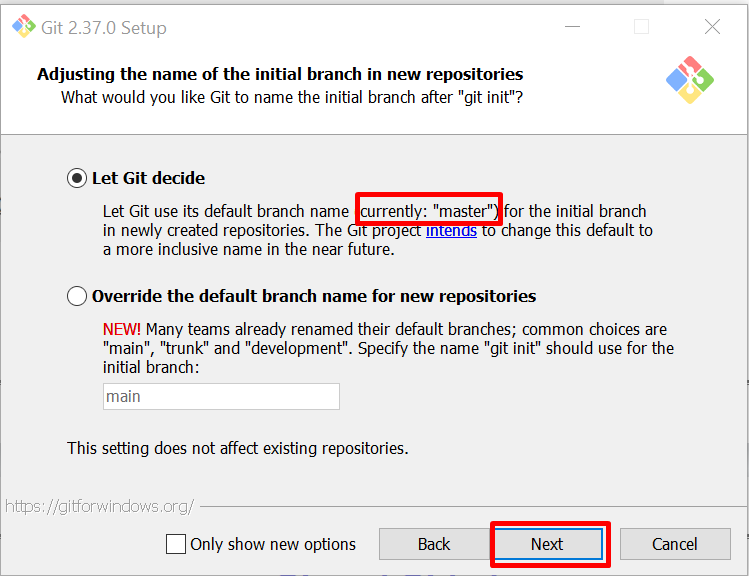 Git 2.37.0 Setup
Adjusting the name of the initial branch in new repositories
What would you like Git to name the initial branch after "git init"?
Let Git decide
Let Git use its default branch name (currently: "master") for the initial branch
in newly created repositories. The Git project intends to change this default to
a more inclusive name in the near future.
Override the default branch name for new repositories
NEW! Many teams already renamed their default branches; common choices are
"main", "trunk" and "development". Specify the name "git init" should use for the
initial branch:
main
This setting does not affect existing repositories.
https://gitforwindows.org/
Only show new options
Back
Next
Cancel